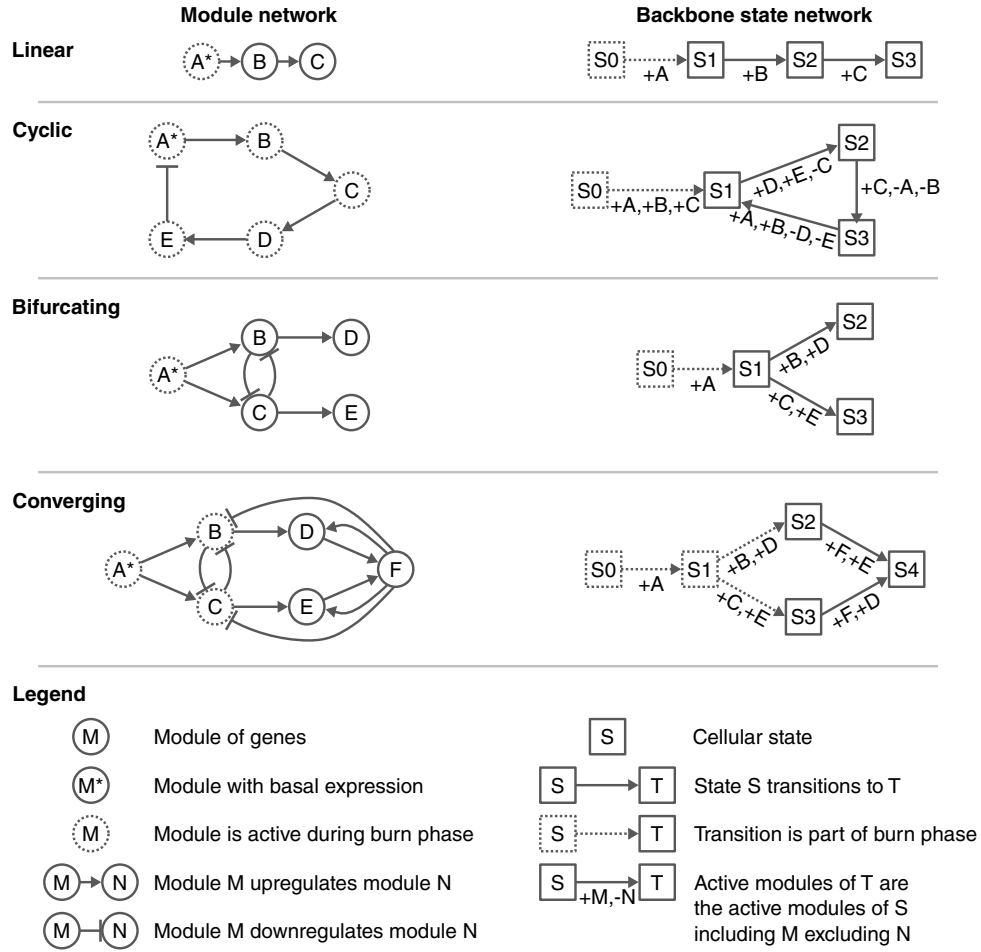 Module network
Backbone state network
Linear
A*
B
C
S0
+A
S1
+B
S2
+C
S3
Cyclic
A*
B
C
D
E
S0
+A,+B,+C
S1
+D,+E,-C
S2
+C,-A,-B
S3
+A,+B,-D,-E
Bifurcating
A*
B
D
C
E
S0
+A
S1
+B,+D
S2
+C,+E
S3
Converging
A*
B
D
F
C
E
S0
+A
S1
+B,+D
S2
+F,+E
S4
+C,+E
S3
+F,+D
Legend
M Module of genes
M* Module with basal expression
M Module is active during burn phase
M N Module M upregulates module N
M N Module M downregulates module N
S Cellular state
S T State S transitions to T
S T Transition is part of burn phase
S +M,-N T Active modules of T are
the active modules of S
including M excluding N